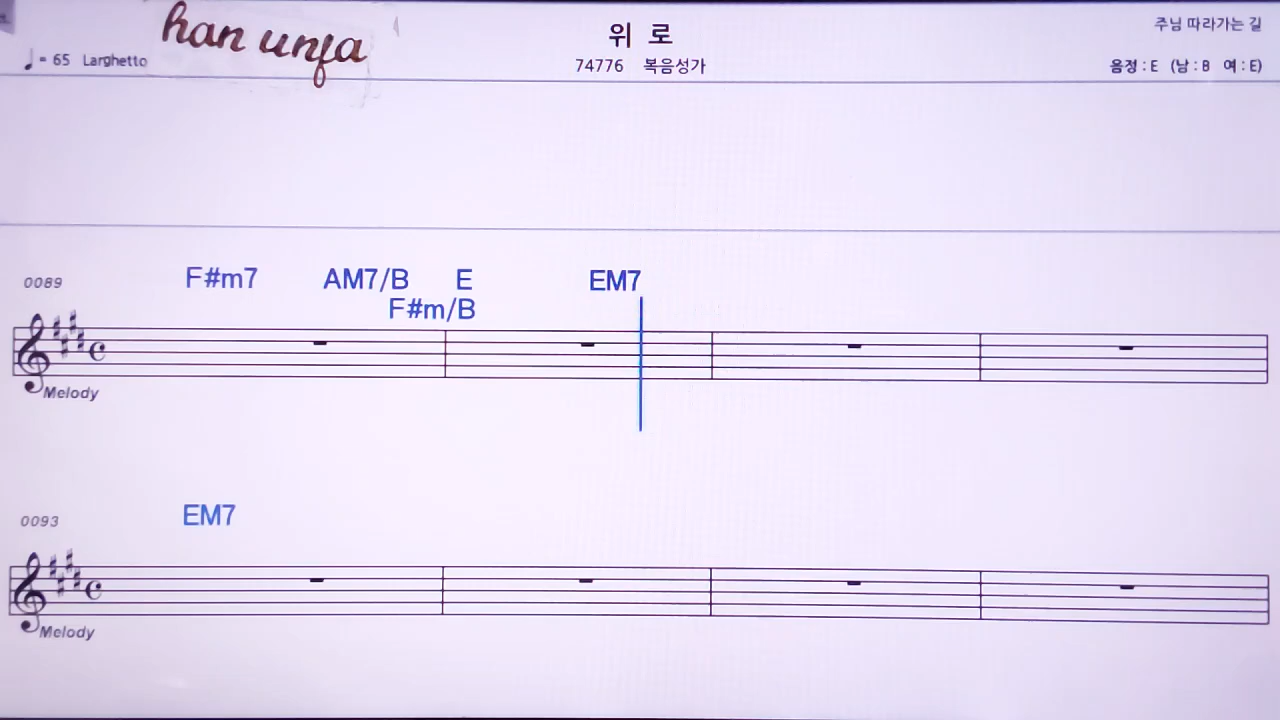 han unja
위 로
주님 따라가는 길
♩ = 65 Larghetto
74776 복음성가
음정 : E (남 : B 여 : E)
0089
F#m7 AM7/B E EM7
F#m/B
Melody
0093
EM7
Melody